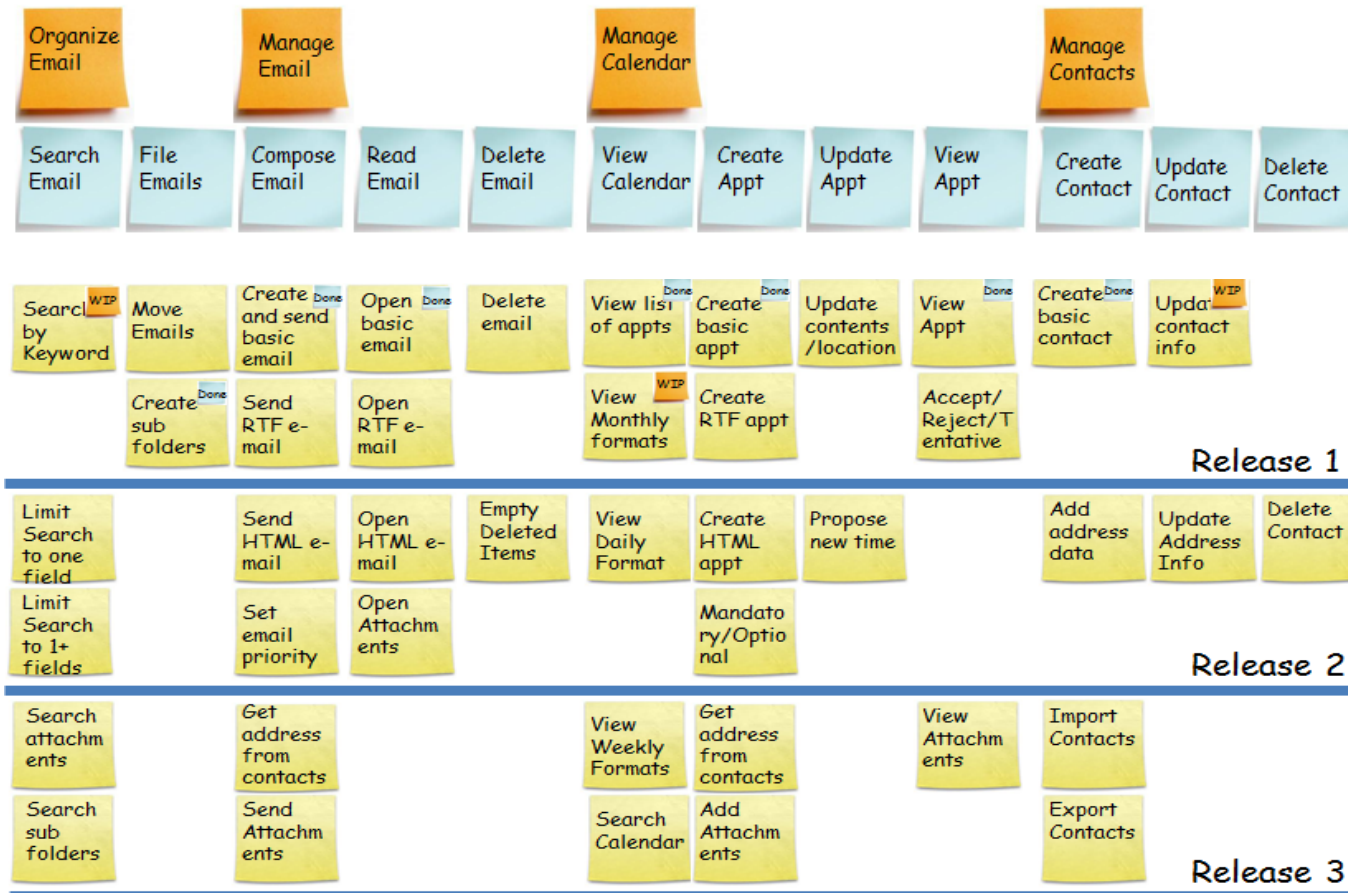 Organize
Email
Manage
Email
Manage
Calendar
Manage
Contacts
Search
Email
File
Emails
Compose
Email
Read
Email
Delete
Email
View
Calendar
Create
Appt
Update
Appt
View
Appt
Create
Contact
Update
Contact
Delete
Contact
Search
WIP
by
Keyword
Move
Emails
Create
Done
and send
basic
email
Open
Done
basic
email
Delete
email
View list
Done
of appts
Create
Done
basic
appt
Update
contents
/location
View
Done
Appt
Create
Done
basic
contact
Updat
WIP
contact
info
Create
Done
sub
folders
Send
RTF e-
mail
Open
RTF e-
mail
View
WIP
Monthly
formats
Create
RTF appt
Accept/
Reject/T
entative
Release 1
Limit
Search
to one
field
Send
HTML e-
mail
Open
HTML e-
mail
Empty
Deleted
Items
View
Daily
Format
Create
HTML
appt
Propose
new time
Add
address
data
Update
Address
Info
Delete
Contact
Limit
Search
to 1+
fields
Set
email
priority
Open
Attachm
ents
Mandato
ry/Optio
nal
Release 2
Search
attachm
ents
Get
address
from
contacts
View
Weekly
Formats
Get
address
from
contacts
View
Attachm
ents
Import
Contacts
Search
sub
folders
Send
Attachm
ents
Search
Calendar
Add
Attachm
ents
Export
Contacts
Release 3